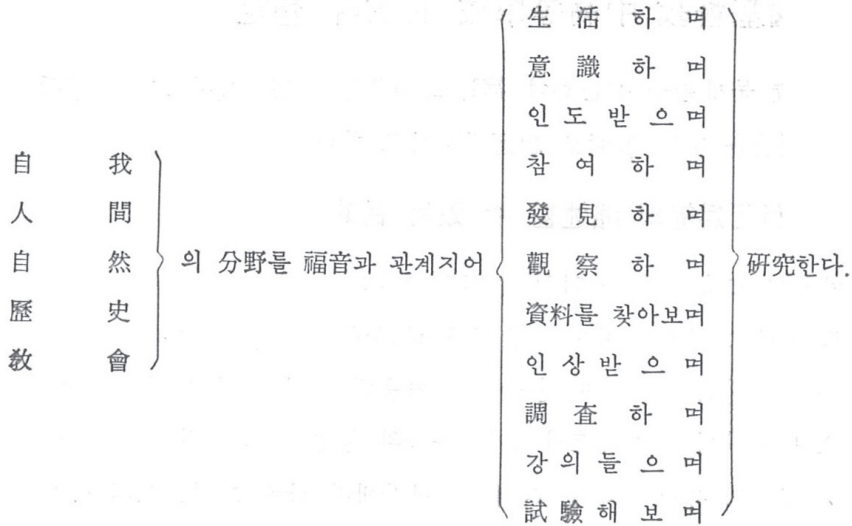 自我
人間
自然
歷史
敎會
의 分野를 福音과 관계지어
生活하며
意識하며
인도받으며
참여하며
發見하며
觀察하며
資料를 찾아보며
인상받으며
調査하며
강의들으며
試驗해보며
硏究한다.